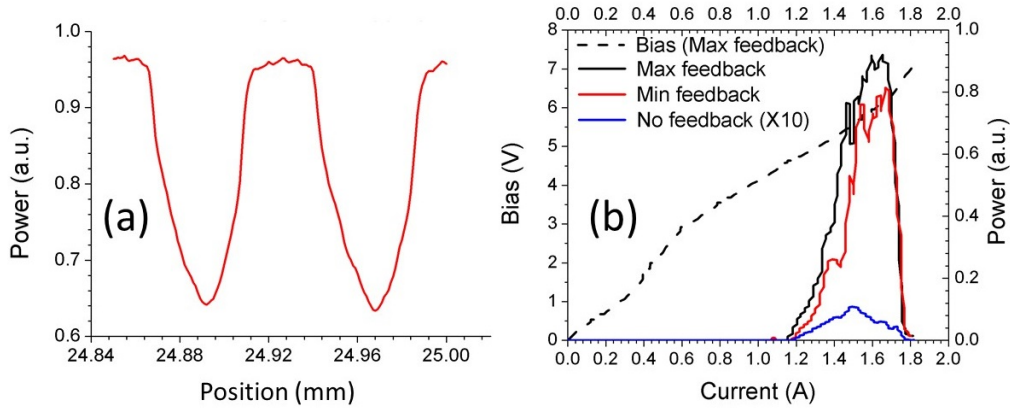 (a)
Power (a.u.)
1.0
0.9
0.8
0.7
0.6
24.84 24.88 24.92 24.96 25.00
Position (mm)
(b)
0.0 0.2 0.4 0.6 0.8 1.0 1.2 1.4 1.6 1.8 2.0
Bias (Max feedback)
Max feedback
Min feedback
No feedback (X10)
Bias (V)
8
7
6
5
4
3
2
1
0
Power (a.u.)
1.0
0.8
0.6
0.4
0.2
0.0
0.0 0.2 0.4 0.6 0.8 1.0 1.2 1.4 1.6 1.8 2.0
Current (A)